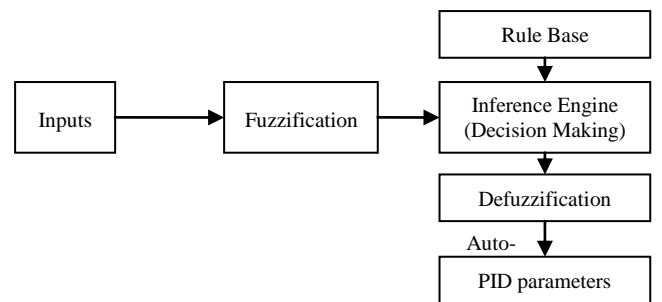 Rule Base
Inputs
Fuzzification
Inference Engine
(Decision Making)
Defuzzification
Auto-
PID parameters